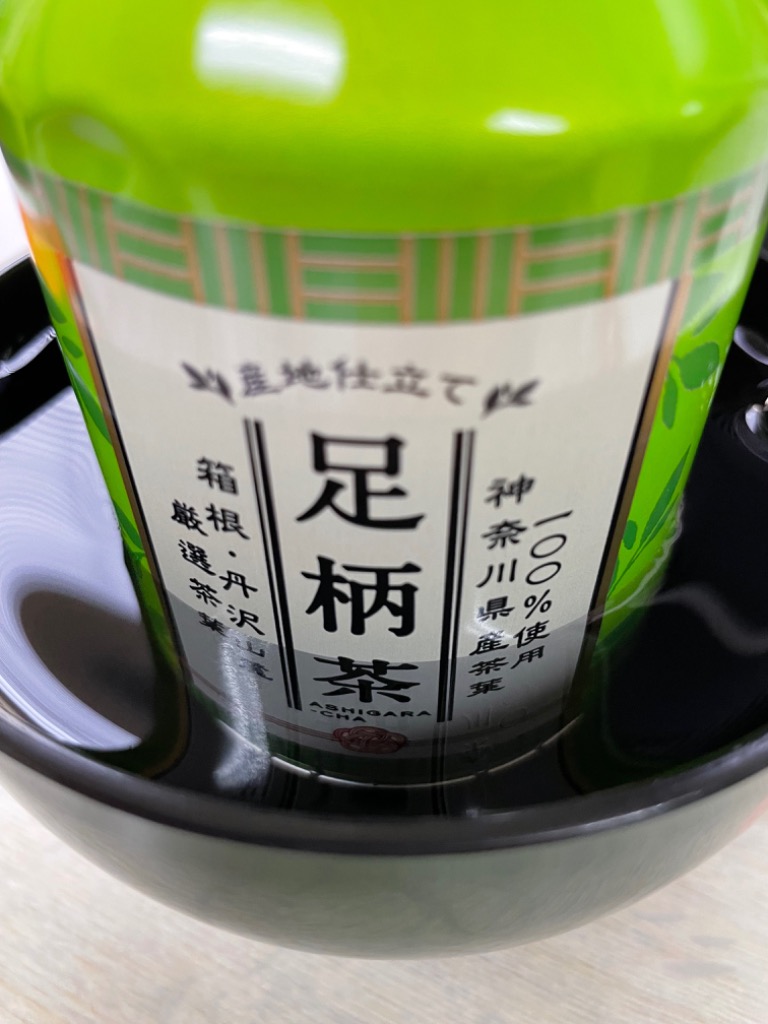 産地仕立て
一〇〇%使用
神奈川県産茶葉
足柄茶
ASHIGARA
-CHA
箱根・丹沢山麓
厳選茶葉